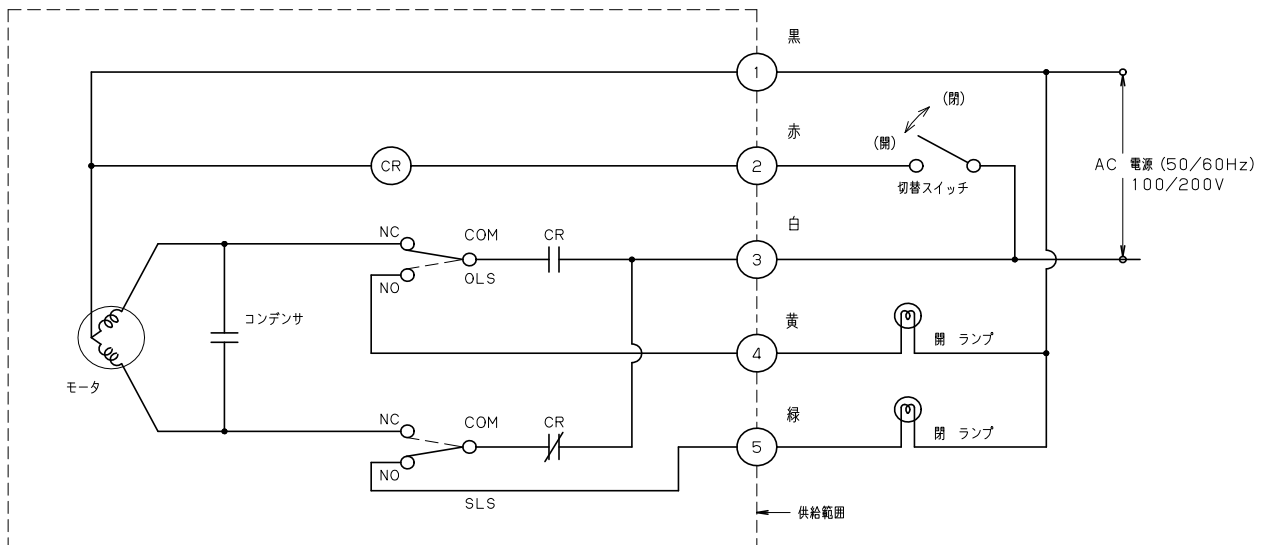 黒
1
(閉)
赤
(開)
CR
2
AC 電源(50/60Hz)
100/200V
切替スイッチ
白
NC
COM
CR
3
OLS
NO
コンデンサ
黄
開 ランプ
4
モータ
NC
COM
CR
緑
閉 ランプ
5
NO
SLS
供給範囲